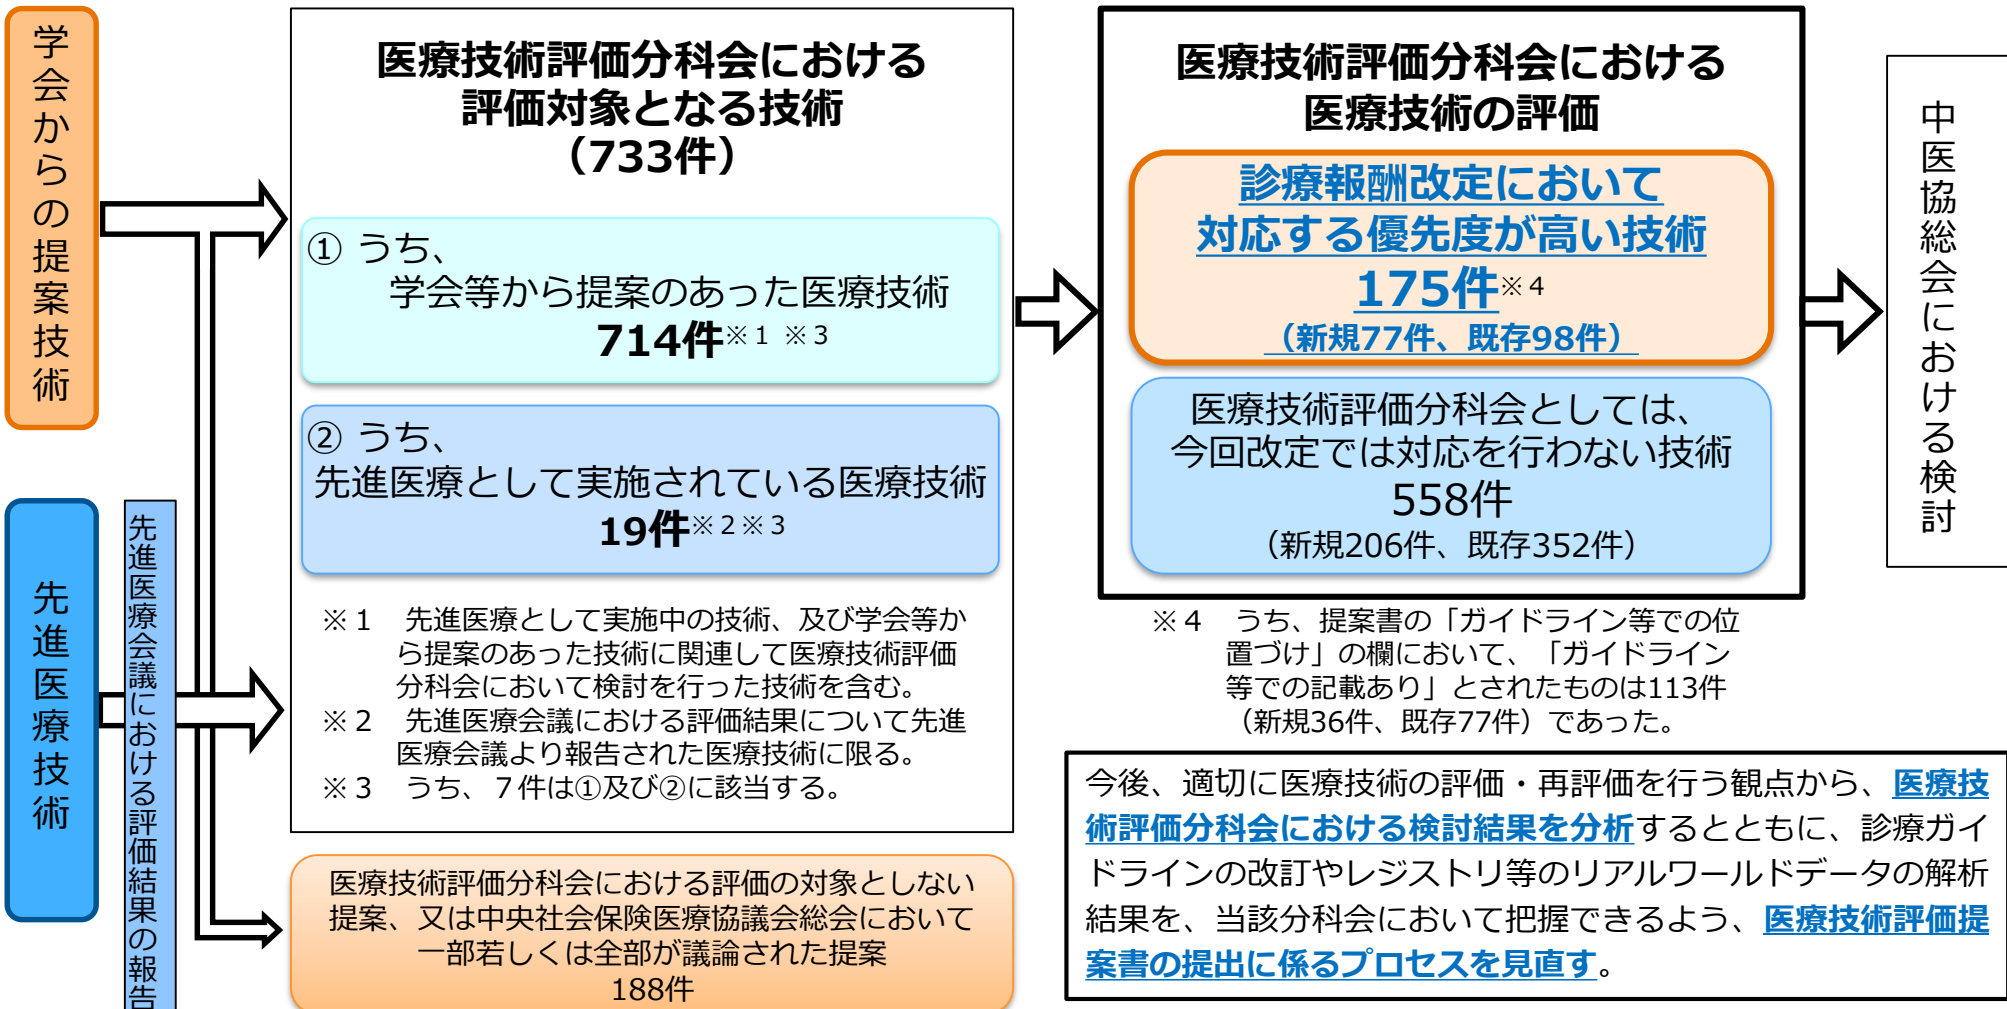 学会からの提案技術
先進医療技術
先進医療会議における評価結果の報告
医療技術評価分科会における
評価対象となる技術
（733件）
① うち、
学会等から提案のあった医療技術
714件※１ ※３
② うち、
先進医療として実施されている医療技術
19件※２※３
※１　先進医療として実施中の技術、及び学会等か
ら提案のあった技術に関連して医療技術評価
分科会において検討を行った技術を含む。
※２　先進医療会議における評価結果について先進
医療会議より報告された医療技術に限る。
※３　うち、７件は①及び②に該当する。
医療技術評価分科会における評価の対象としない
提案、又は中央社会保険医療協議会総会において
一部若しくは全部が議論された提案
188件
医療技術評価分科会における
医療技術の評価
診療報酬改定において
対応する優先度が高い技術
175件※４
（新規77件、既存98件）
医療技術評価分科会としては、
今回改定では対応を行わない技術
558件
（新規206件、既存352件）
※４　うち、提案書の「ガイドライン等での位
置づけ」の欄において、「ガイドライン
等での記載あり」とされたものは113件
（新規36件、既存77件）であった。
中医協総会における検討
今後、適切に医療技術の評価・再評価を行う観点から、医療技
術評価分科会における検討結果を分析するとともに、診療ガイ
ドラインの改訂やレジストリ等のリアルワールドデータの解析
結果を、当該分科会において把握できるよう、医療技術評価提
案書の提出に係るプロセスを見直す。